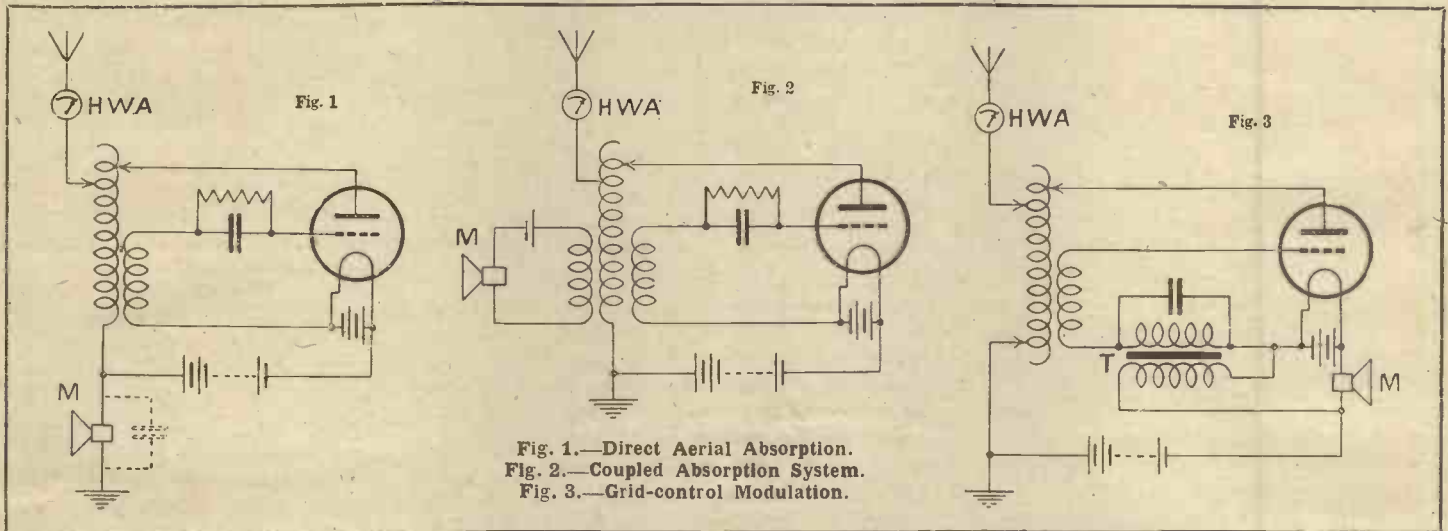 Fig. 1
HWA
M
Fig. 2
HWA
M
Fig. 3
HWA
T
M
Fig. 1.—Direct Aerial Absorption.
Fig. 2.—Coupled Absorption System.
Fig. 3.—Grid-control Modulation.